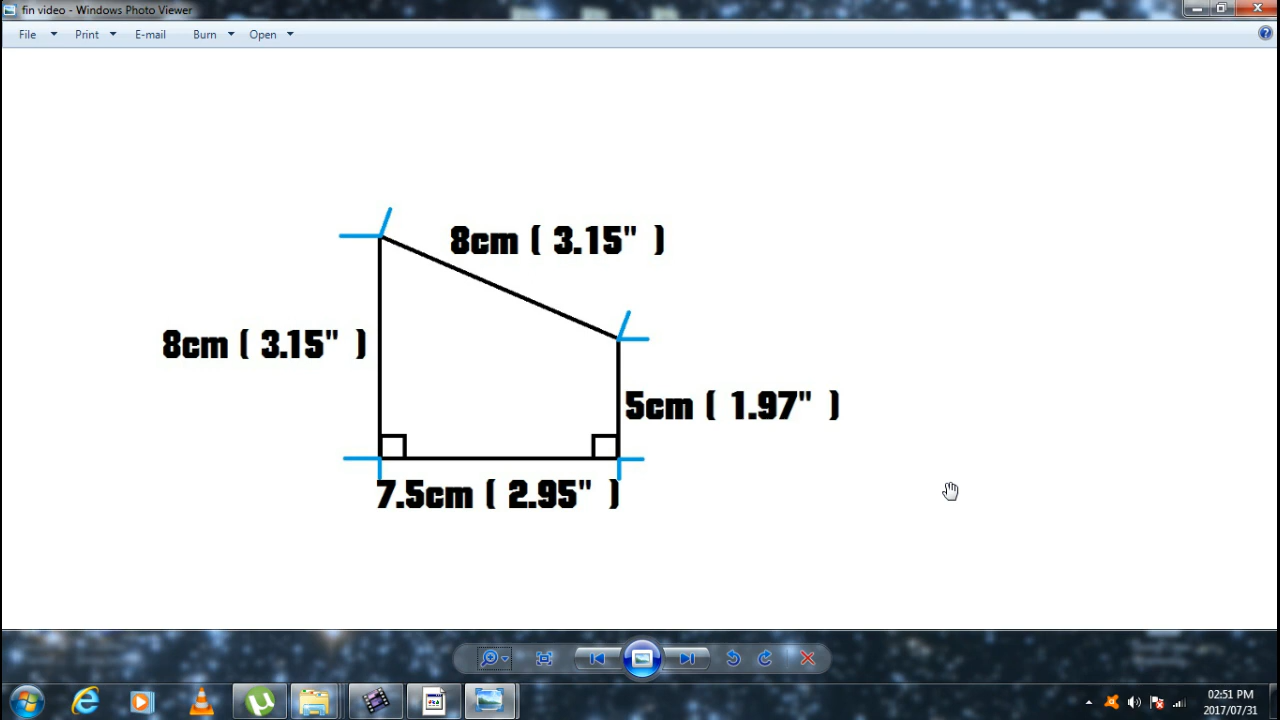 fin video - Windows Photo Viewer
File Print E-mail Burn Open
8cm ( 3.15" )
8cm ( 3.15" )
5cm ( 1.97" )
7.5cm ( 2.95" )
02:51 PM
2017/07/31